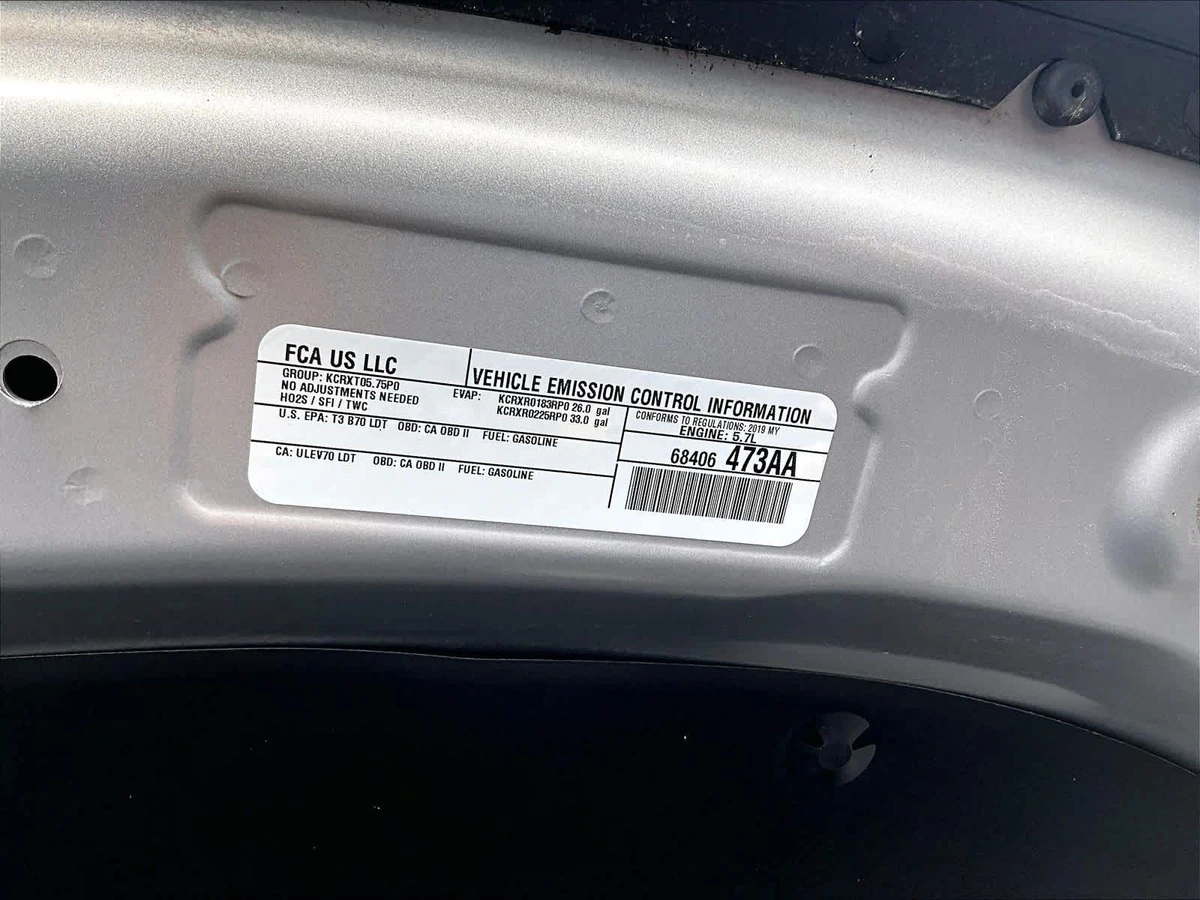 FCA US LLC
VEHICLE EMISSION CONTROL INFORMATION
GROUP: KCRXT05.75P0
NO ADJUSTMENTS NEEDED
HO2S / SFI / TWC
EVAP: KCRXR0183RP0 26.0 gal
KCRXR0225RP0 33.0 gal
CONFORMS TO REGULATIONS: 2019 MY
ENGINE: 5.7L
U.S. EPA: T3 B70 LDT OBD: CA OBD II FUEL: GASOLINE
68406 473AA
CA: ULEV70 LDT OBD: CA OBD II FUEL: GASOLINE